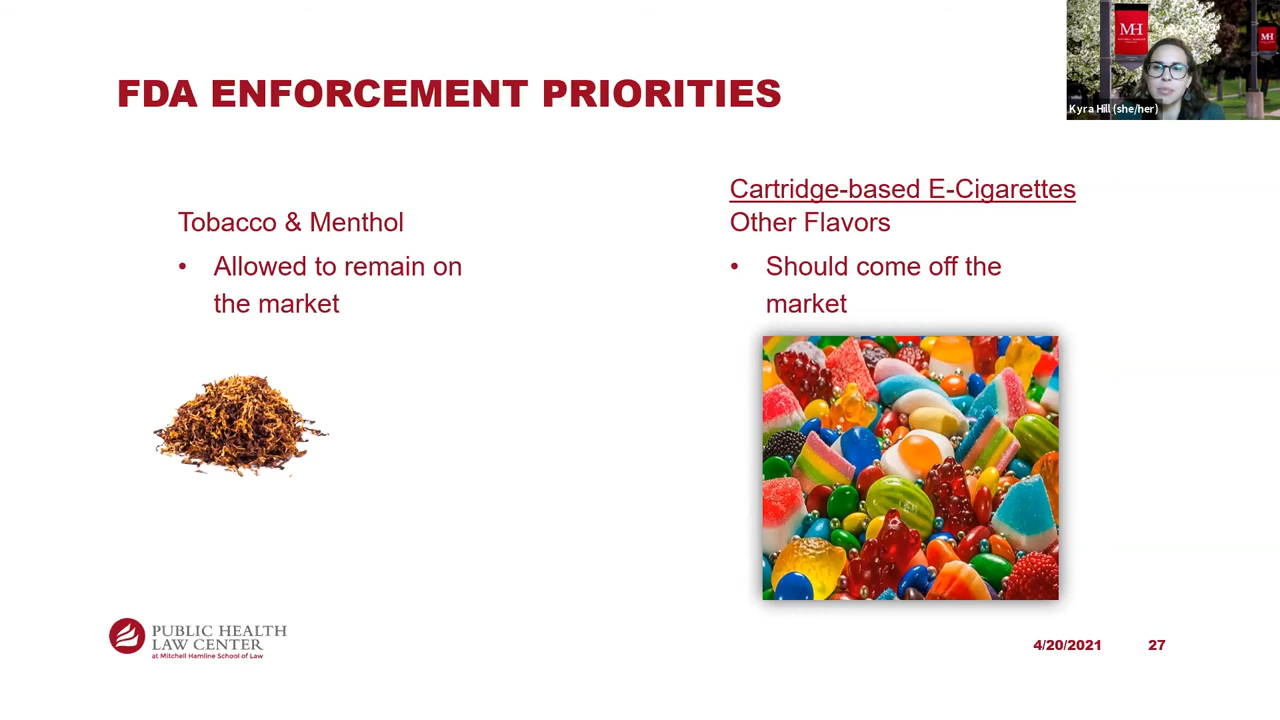 MH
MH
Kyra Hill (she/her)
FDA ENFORCEMENT PRIORITIES
Tobacco & Menthol
• Allowed to remain on
the market
Cartridge-based E-Cigarettes
Other Flavors
• Should come off the
market
PUBLIC HEALTH
LAW CENTER
at Mitchell Hamline School of Law
4/20/2021
27